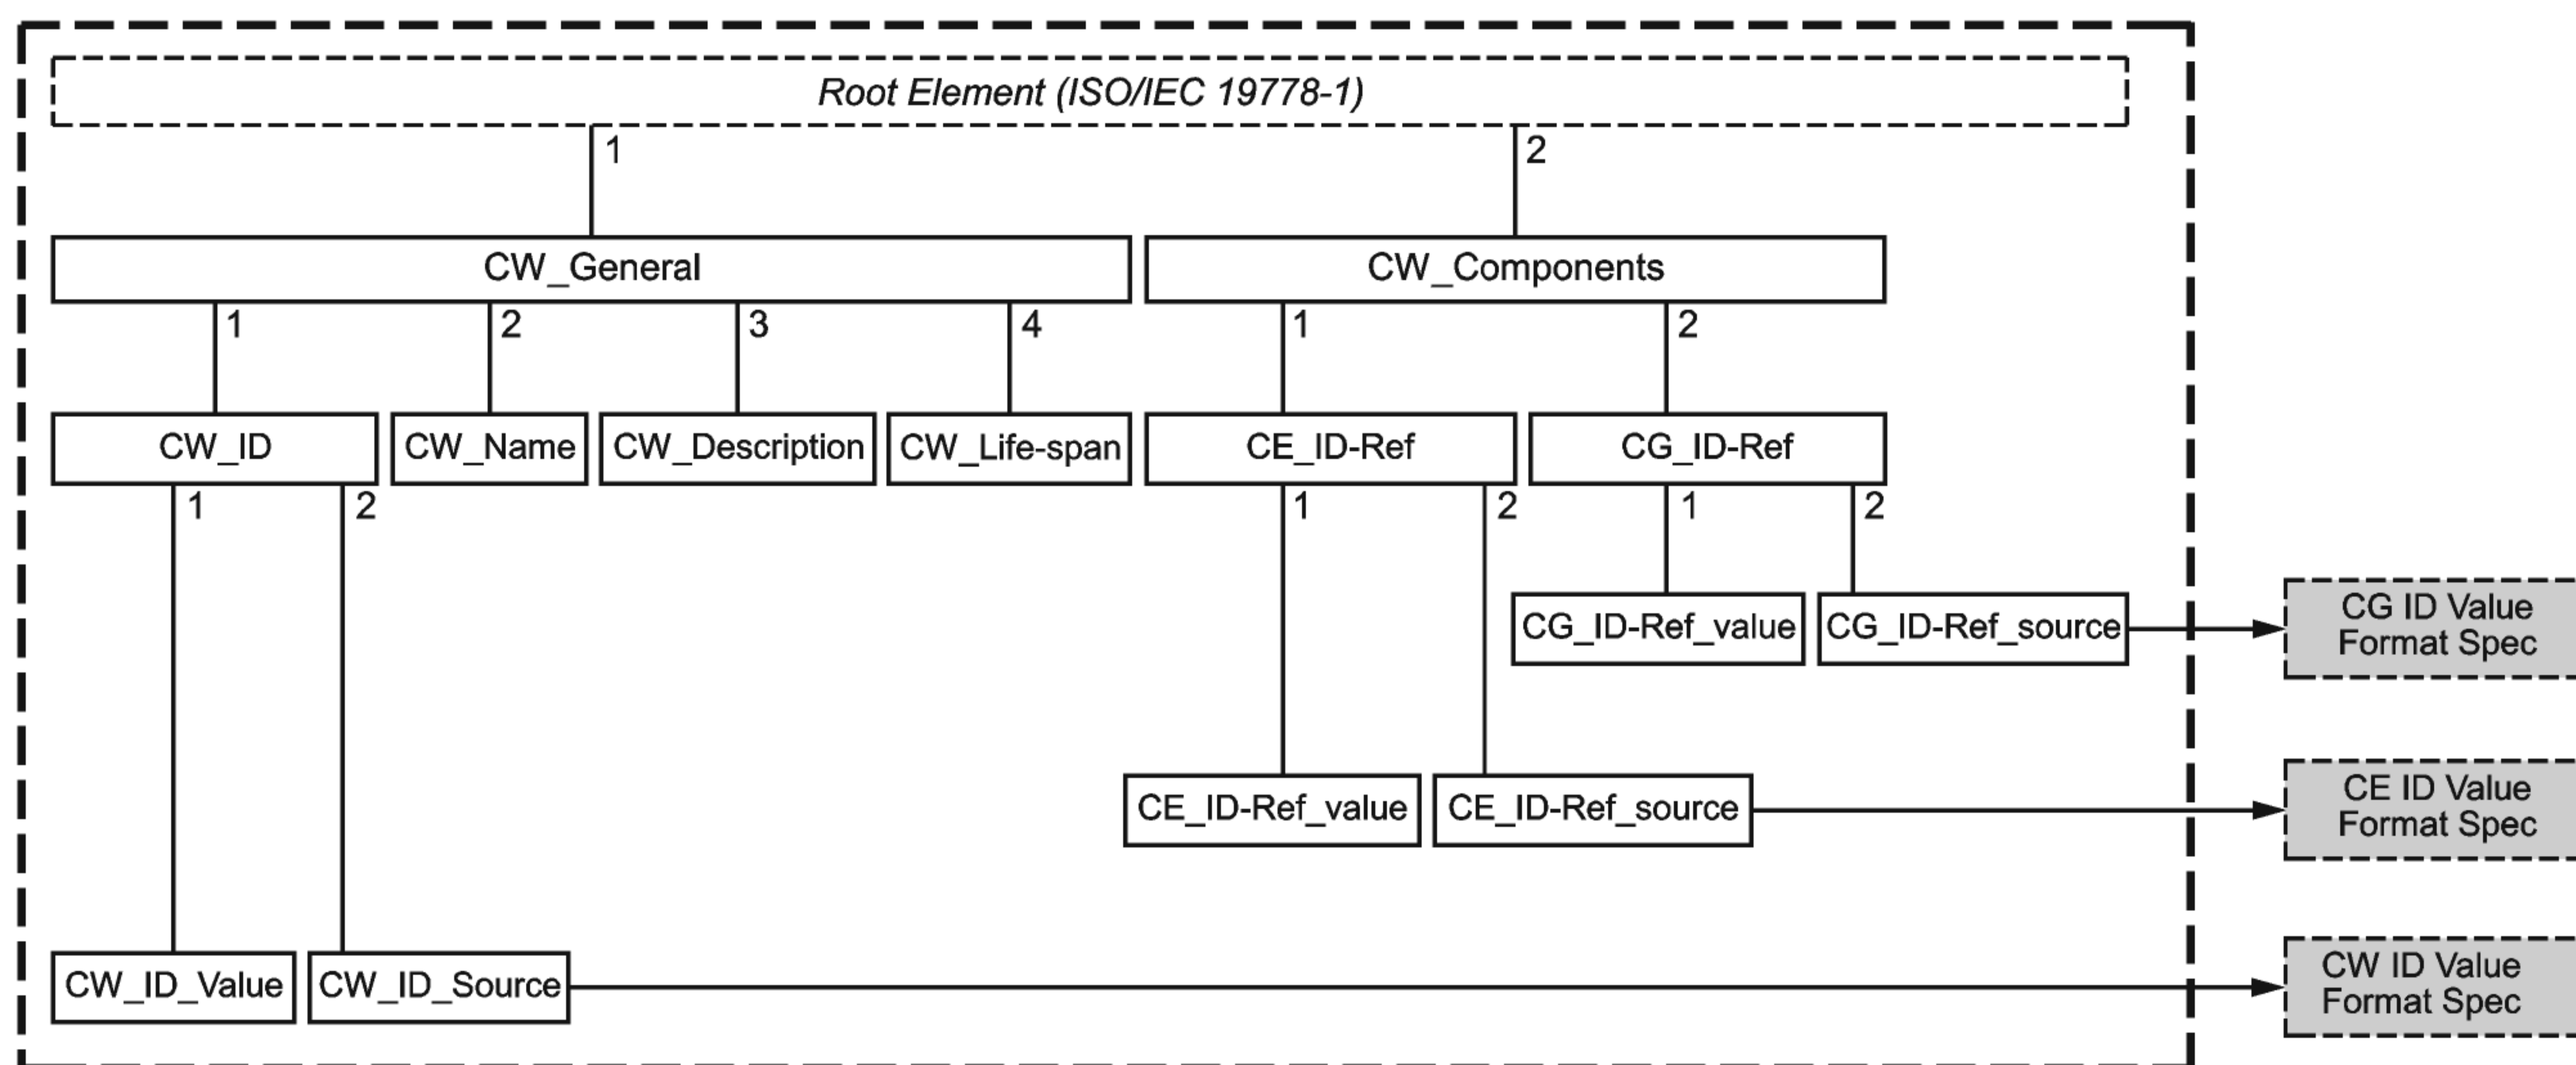 Root Element (ISO/IEC 19778-1)
1
2
CW_General
CW_Components
1
2
3
4
1
2
CW_ID
CW_Name
CW_Description
CW_Life-span
CE_ID-Ref
CG_ID-Ref
1
2
1
2
1
2
CG_ID-Ref_value
CG_ID-Ref_source
CG ID Value
Format Spec
CE_ID-Ref_value
CE_ID-Ref_source
CE ID Value
Format Spec
CW_ID_Value
CW_ID_Source
CW ID Value
Format Spec